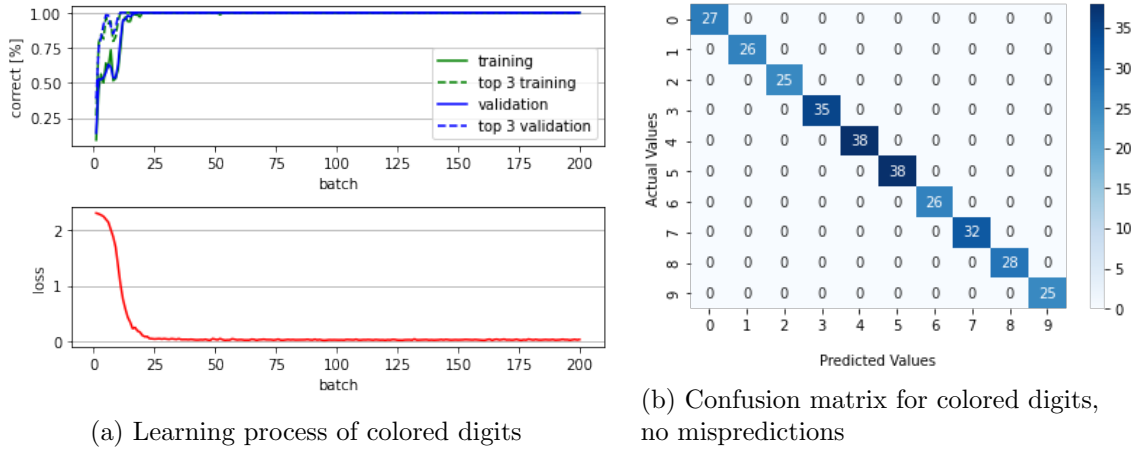 1.00
0.75
0.50
0.25
correct [%]
training
top 3 training
validation
top 3 validation
0 25 50 75 100 125 150 175 200
batch
2
1
0
loss
0 25 50 75 100 125 150 175 200
batch
(a) Learning process of colored digits
Actual Values
0 27 0 0 0 0 0 0 0 0 0
1 0 26 0 0 0 0 0 0 0 0
2 0 0 25 0 0 0 0 0 0 0
3 0 0 0 35 0 0 0 0 0 0
4 0 0 0 0 38 0 0 0 0 0
5 0 0 0 0 0 38 0 0 0 0
6 0 0 0 0 0 0 26 0 0 0
7 0 0 0 0 0 0 0 32 0 0
8 0 0 0 0 0 0 0 0 28 0
9 0 0 0 0 0 0 0 0 0 25
0 1 2 3 4 5 6 7 8 9
Predicted Values
35
30
25
20
15
10
5
0
(b) Confusion matrix for colored digits,
no mispredictions